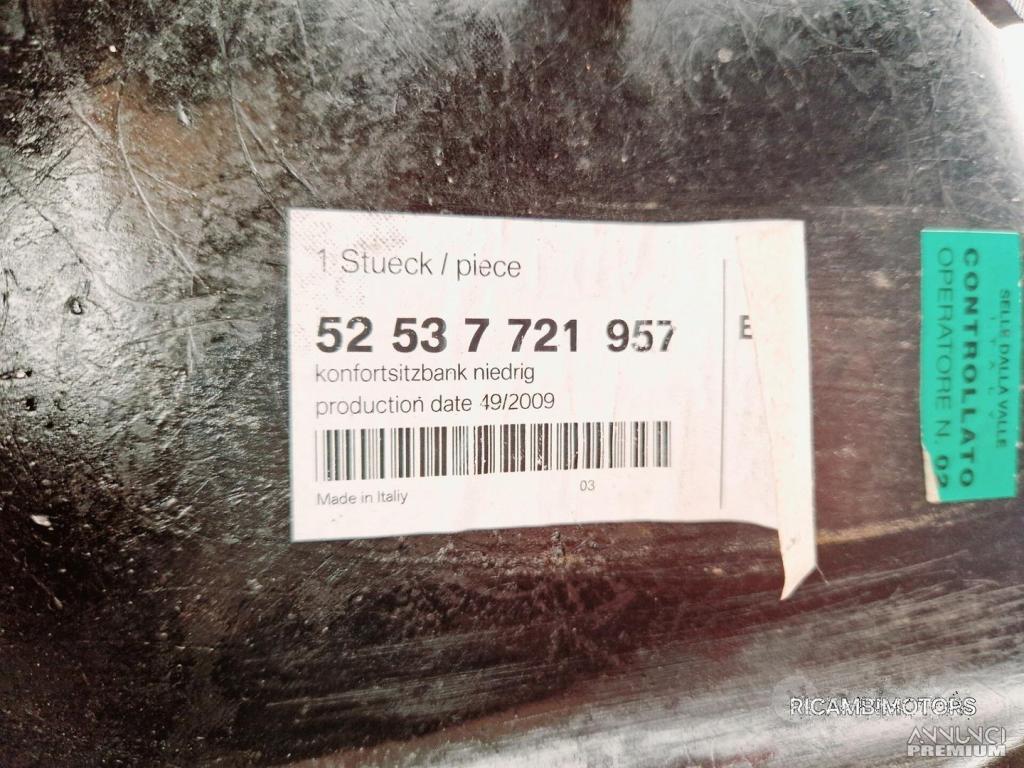 1 Stueck / piece
52 53 7 721 957
konfortsitzbank niedrig
production date 49/2009
03
Made in Italiy
E
SELLE DALLA VALLE
ITALY
CONTROLLATO
OPERATORE N. 02
RICAMBIMOTORS
ANNUNCI
PREMIUM